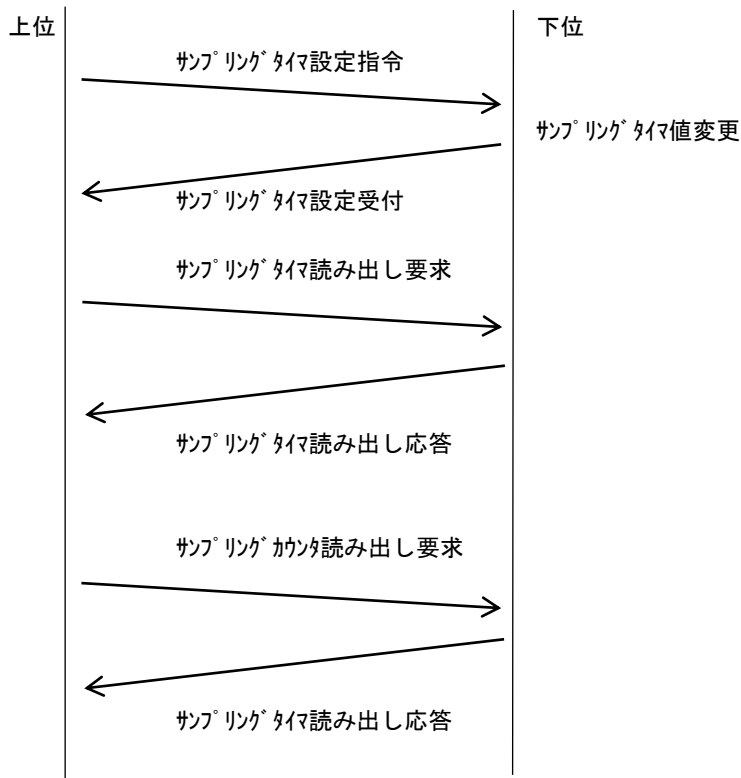 上位
下位
ｻﾝﾌﾟﾘﾝｸﾞﾀｲﾏ設定指令
ｻﾝﾌﾟﾘﾝｸﾞﾀｲﾏ値変更
ｻﾝﾌﾟﾘﾝｸﾞﾀｲﾏ設定受付
ｻﾝﾌﾟﾘﾝｸﾞﾀｲﾏ読み出し要求
ｻﾝﾌﾟﾘﾝｸﾞﾀｲﾏ読み出し応答
ｻﾝﾌﾟﾘﾝｸﾞｶｳﾝﾀ読み出し要求
ｻﾝﾌﾟﾘﾝｸﾞﾀｲﾏ読み出し応答